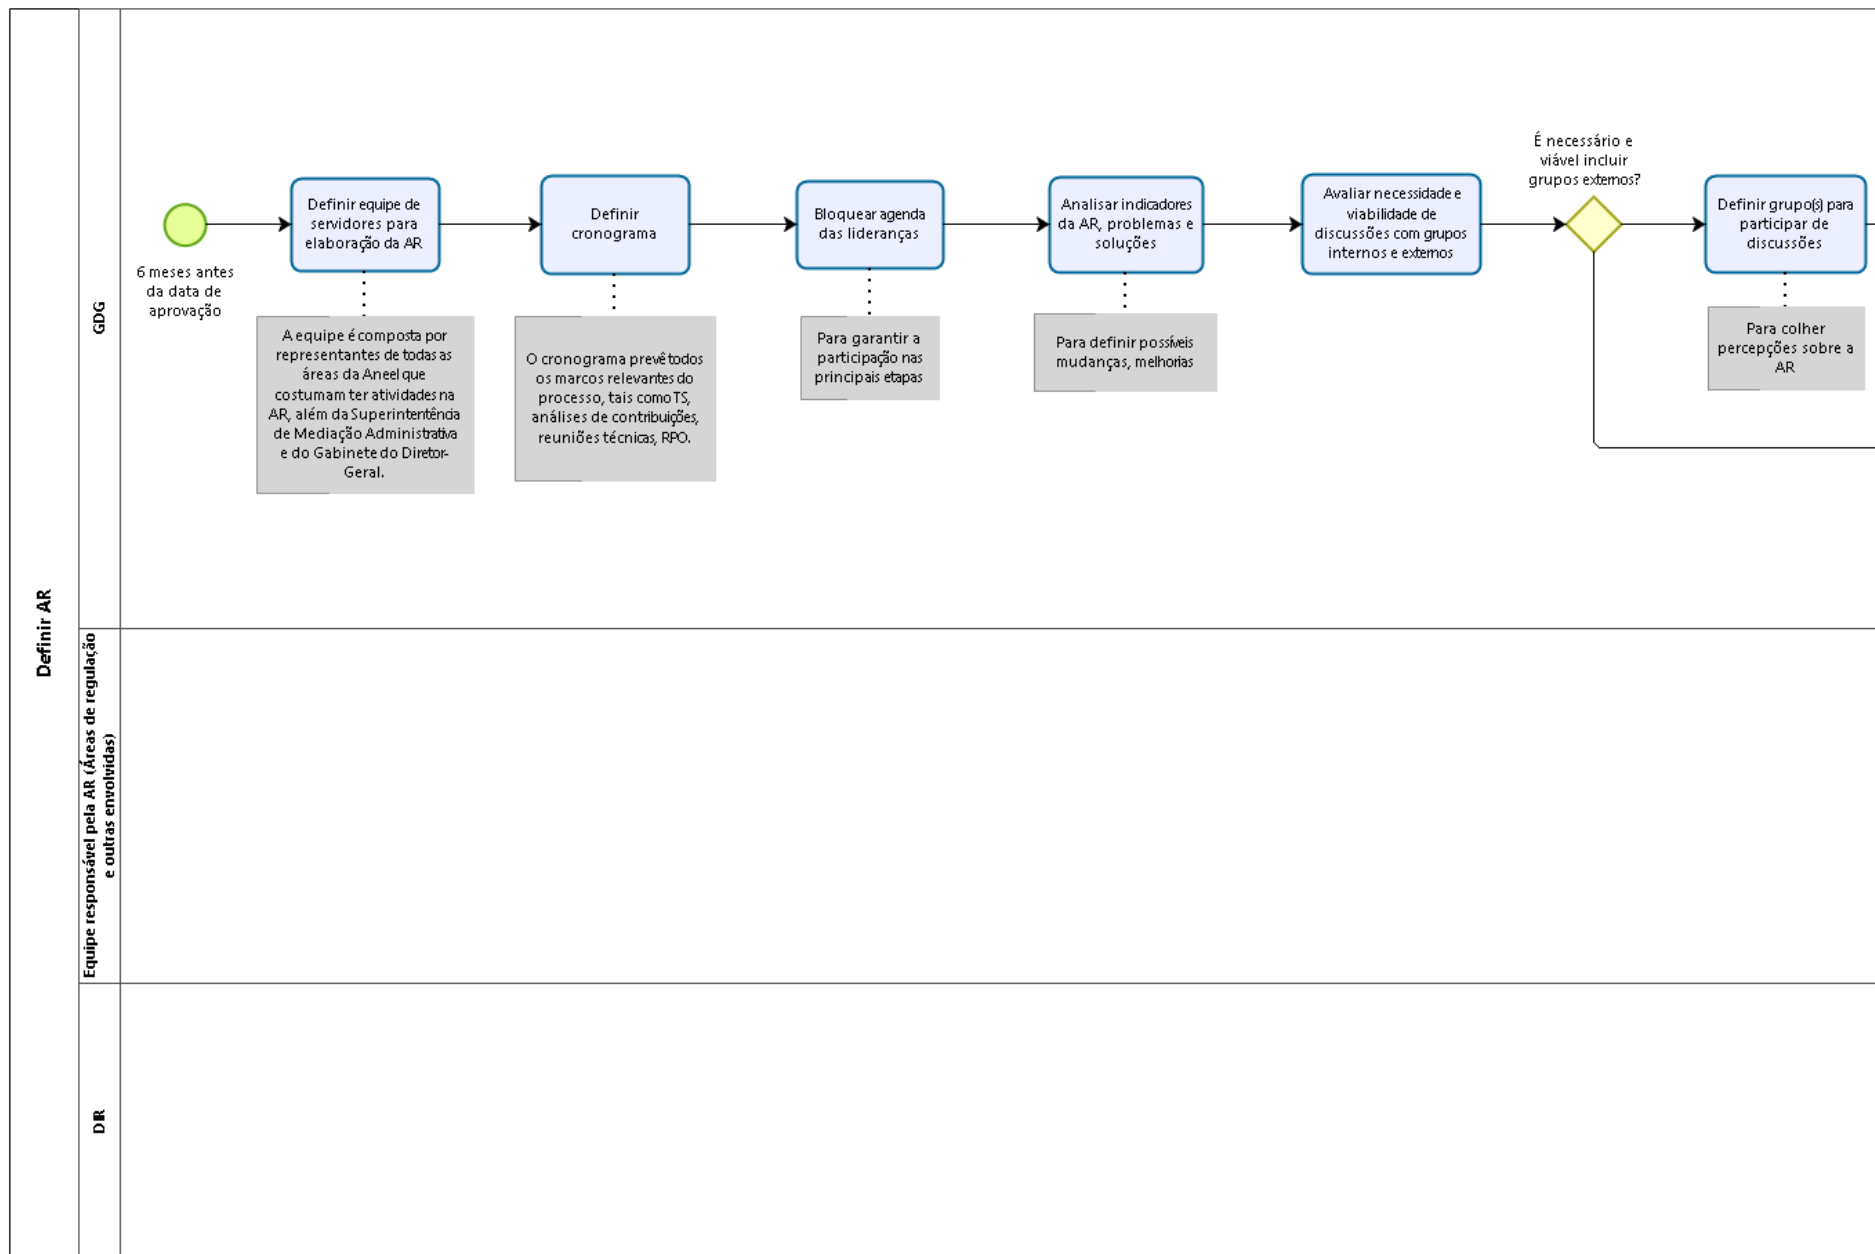 Definir AR
GDG
Equipe responsável pela AR (Áreas de regulação
e outras envolvidas)
DIR
6 meses antes
da data de
aprovação
Definir equipe de
servidores para
elaboração da AR
A equipe é composta por
representantes de todas as
áreas da Aneel que
costumam ter atividades na
AR, além da Superintentência
de Mediação Administrativa
e do Gabinete do Diretor-
Geral.
Definir
cronograma
O cronograma prevê todos
os marcos relevantes do
processo, tais como TS,
análises de contribuições,
reuniões técnicas, RPO.
Bloquear agenda
das lideranças
Para garantir a
participação nas
principais etapas
Analisar indicadores
da AR, problemas e
soluções
Para definir possíveis
mudanças, melhorias
Avaliar necessidade e
viabilidade de
discussões com grupos
internos e externos
É necessário e
viável incluir
grupos externos?
Definir grupo(s) para
participar de
discussões
Para colher
percepções sobre a
AR